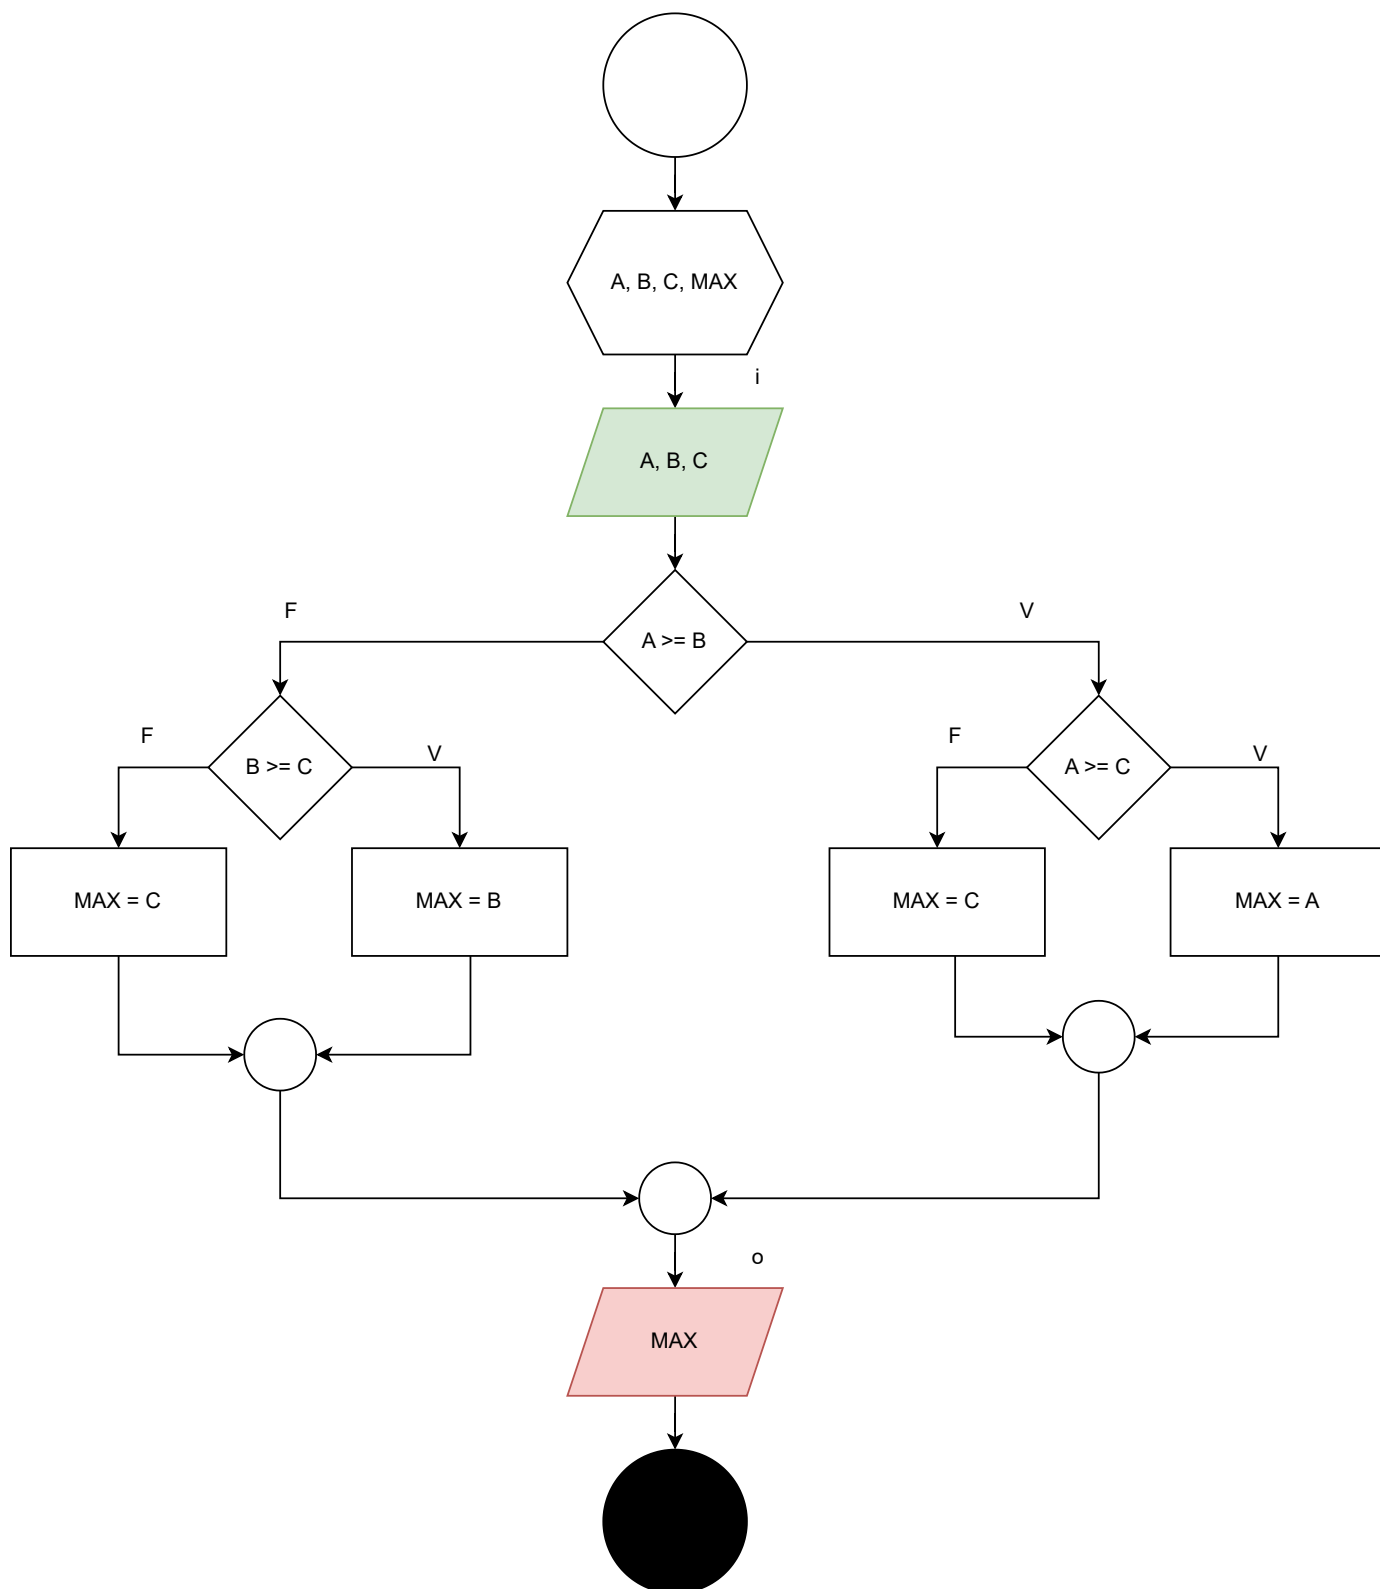 A, B, C, MAX
i
A, B, C
F
V
A >= B
F
V
F
V
B >= C
A >= C
MAX = C
MAX = B
MAX = C
MAX = A
o
MAX